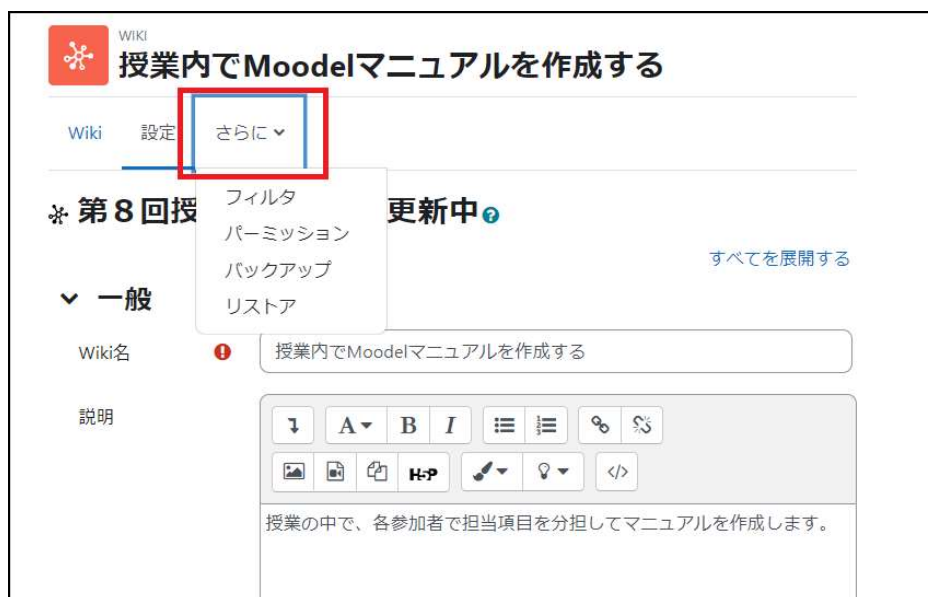 WIKI
授業内でMoodelマニュアルを作成する
Wiki 設定 さらに
フィルタ
第８回授 更新中
パーミッション
すべてを展開する
バックアップ
一般
リストア
Wiki名 授業内でMoodelマニュアルを作成する
説明
A B I
H5P </>
授業の中で、各参加者で担当項目を分担してマニュアルを作成します。